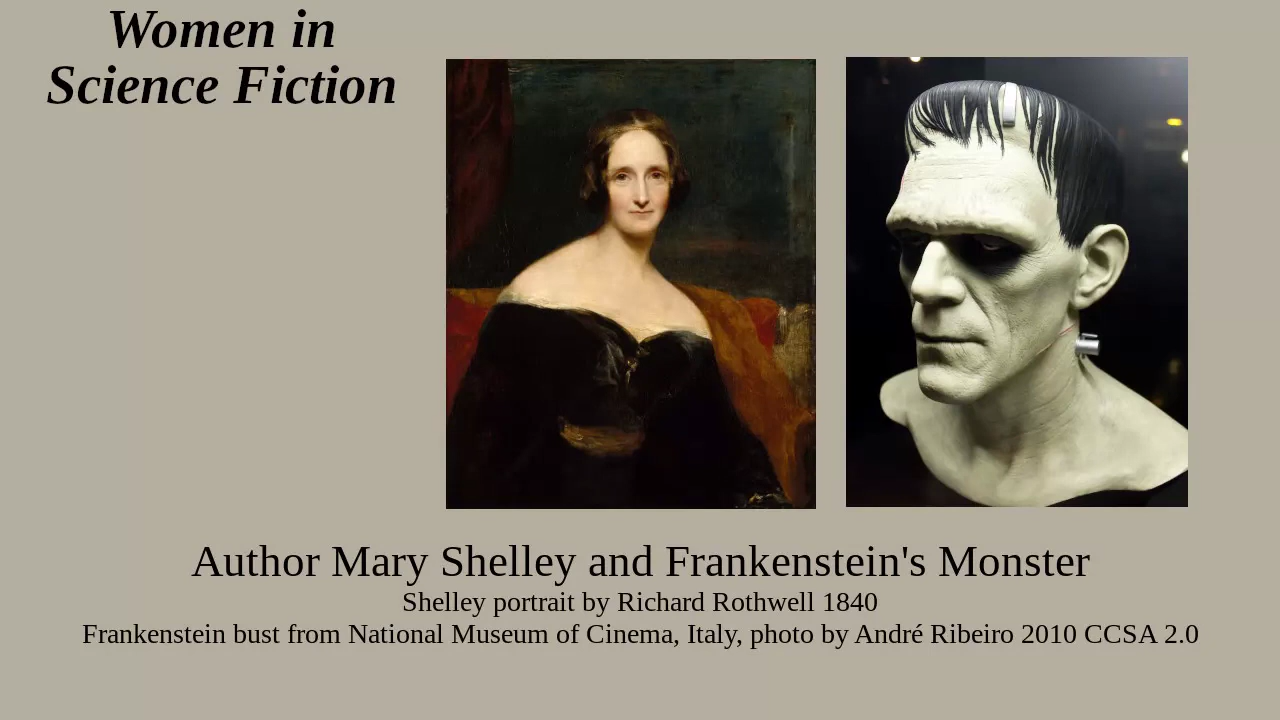 Women in
Science Fiction
Author Mary Shelley and Frankenstein's Monster
Shelley portrait by Richard Rothwell 1840
Frankenstein bust from National Museum of Cinema, Italy, photo by André Ribeiro 2010 CCSA 2.0